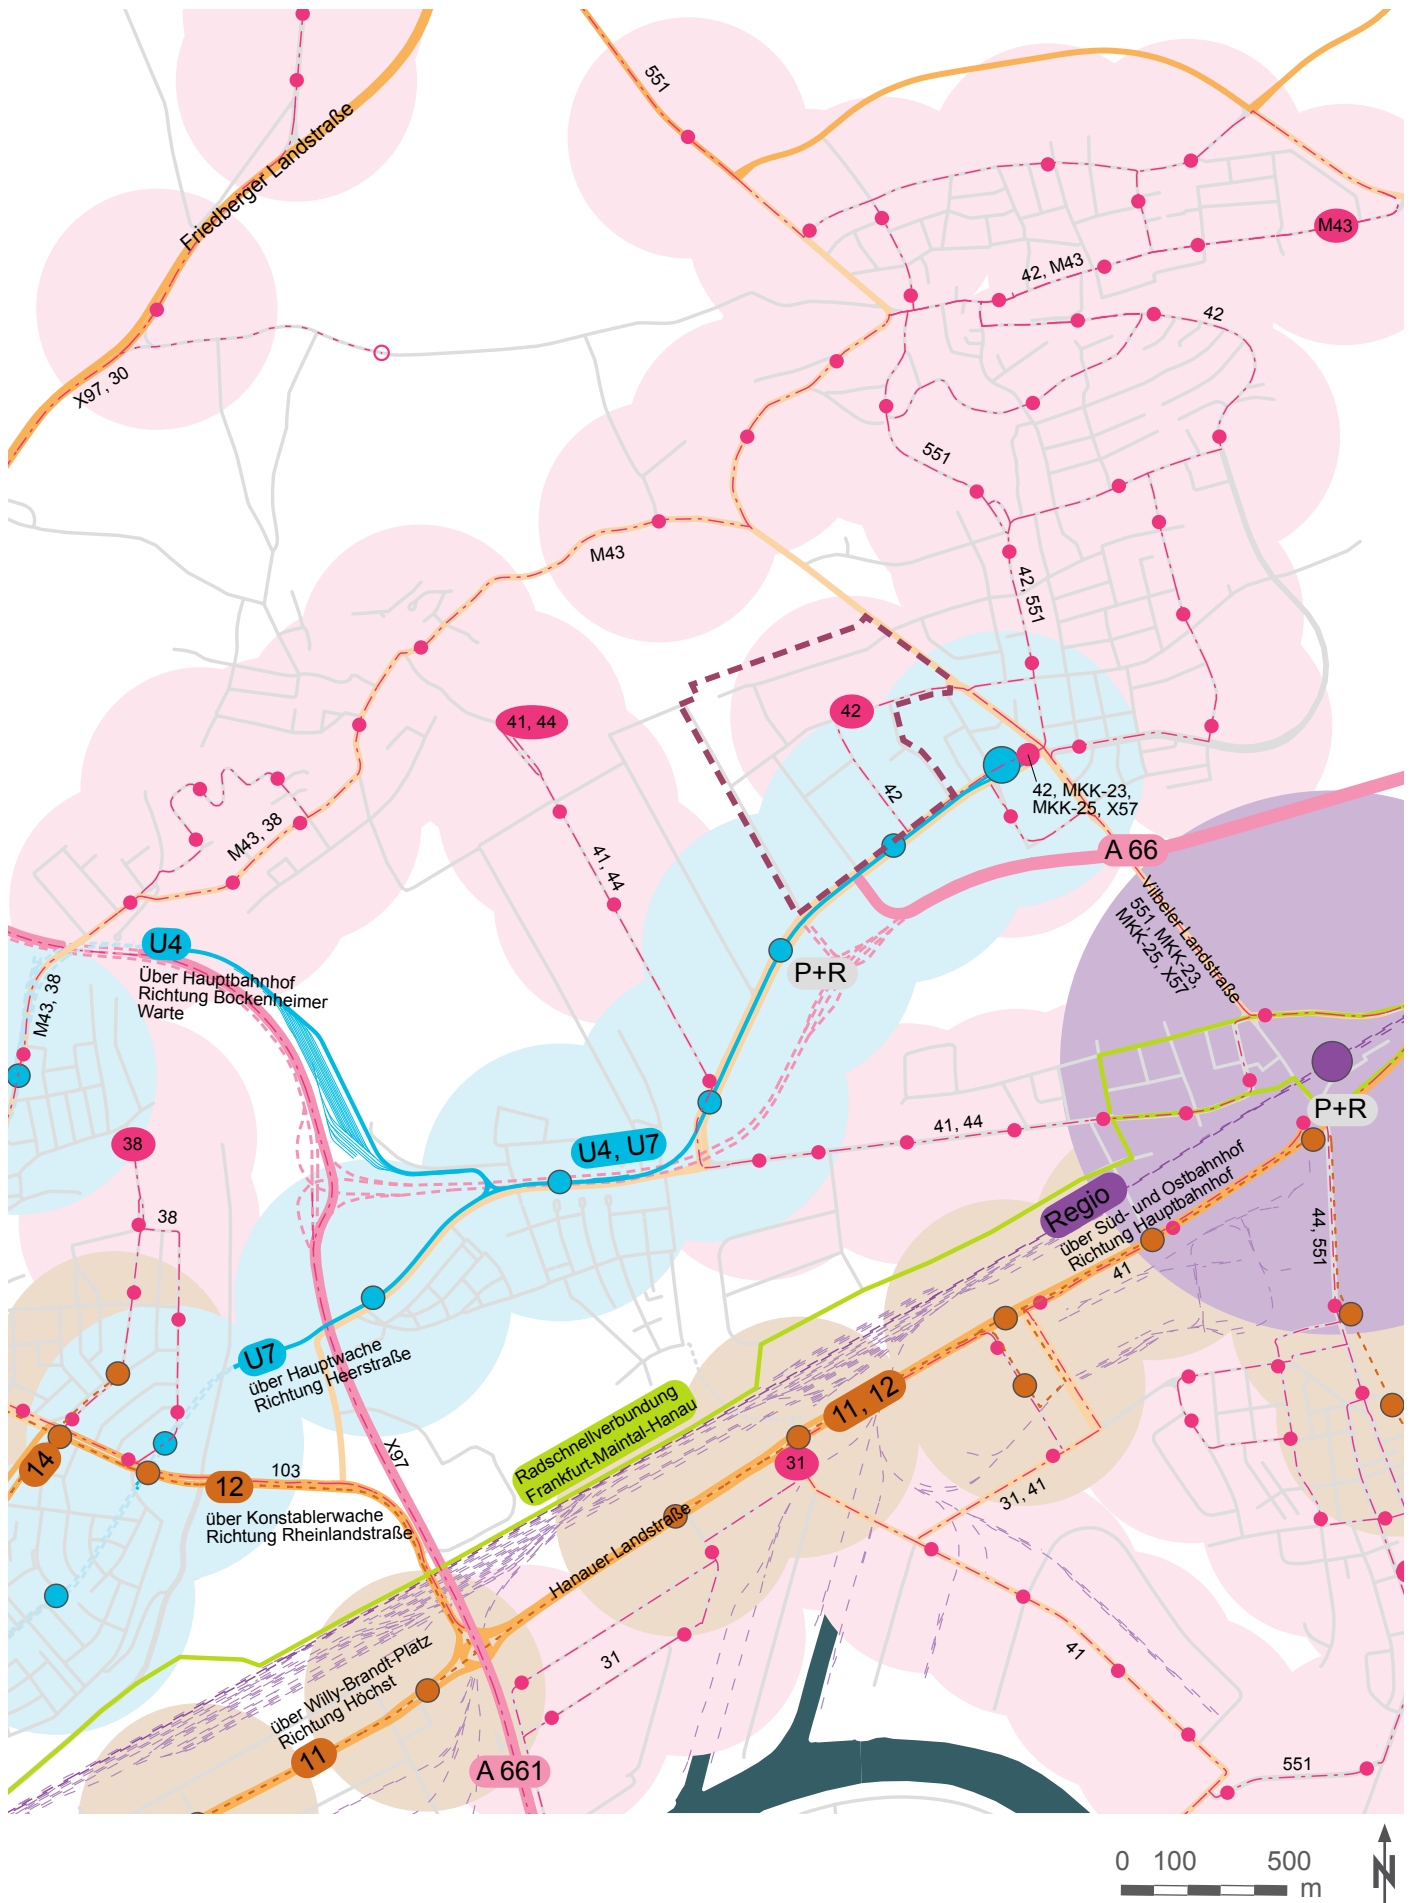 551
Friedberger Landstraße
M43
42, M43
42
X97, 30
551
M43
42, 551
41, 44
42
42
42, MKK-23,
MKK-25, X57
M43, 38
41, 44
A 66
Vilbeler Landstraße
551, MKK-23,
MKK-25, X57
U4
Über Hauptbahnhof
Richtung Bockenheimer
Warte
P+R
M43, 38
P+R
41, 44
38
U4, U7
Regio
über Süd- und Ostbahnhof
Richtung Hauptbahnhof
38
44, 551
41
U7
über Hauptwache
Richtung Heerstraße
11, 12
Radschnellverbundung
Frankfurt-Maintal-Hanau
14
X97
103
12
31
31, 41
über Konstablerwache
Richtung Rheinlandstraße
Hanauer Landstraße
31
41
über Willy-Brandt-Platz
Richtung Höchst
11
A 661
551
0 100 500
m
N